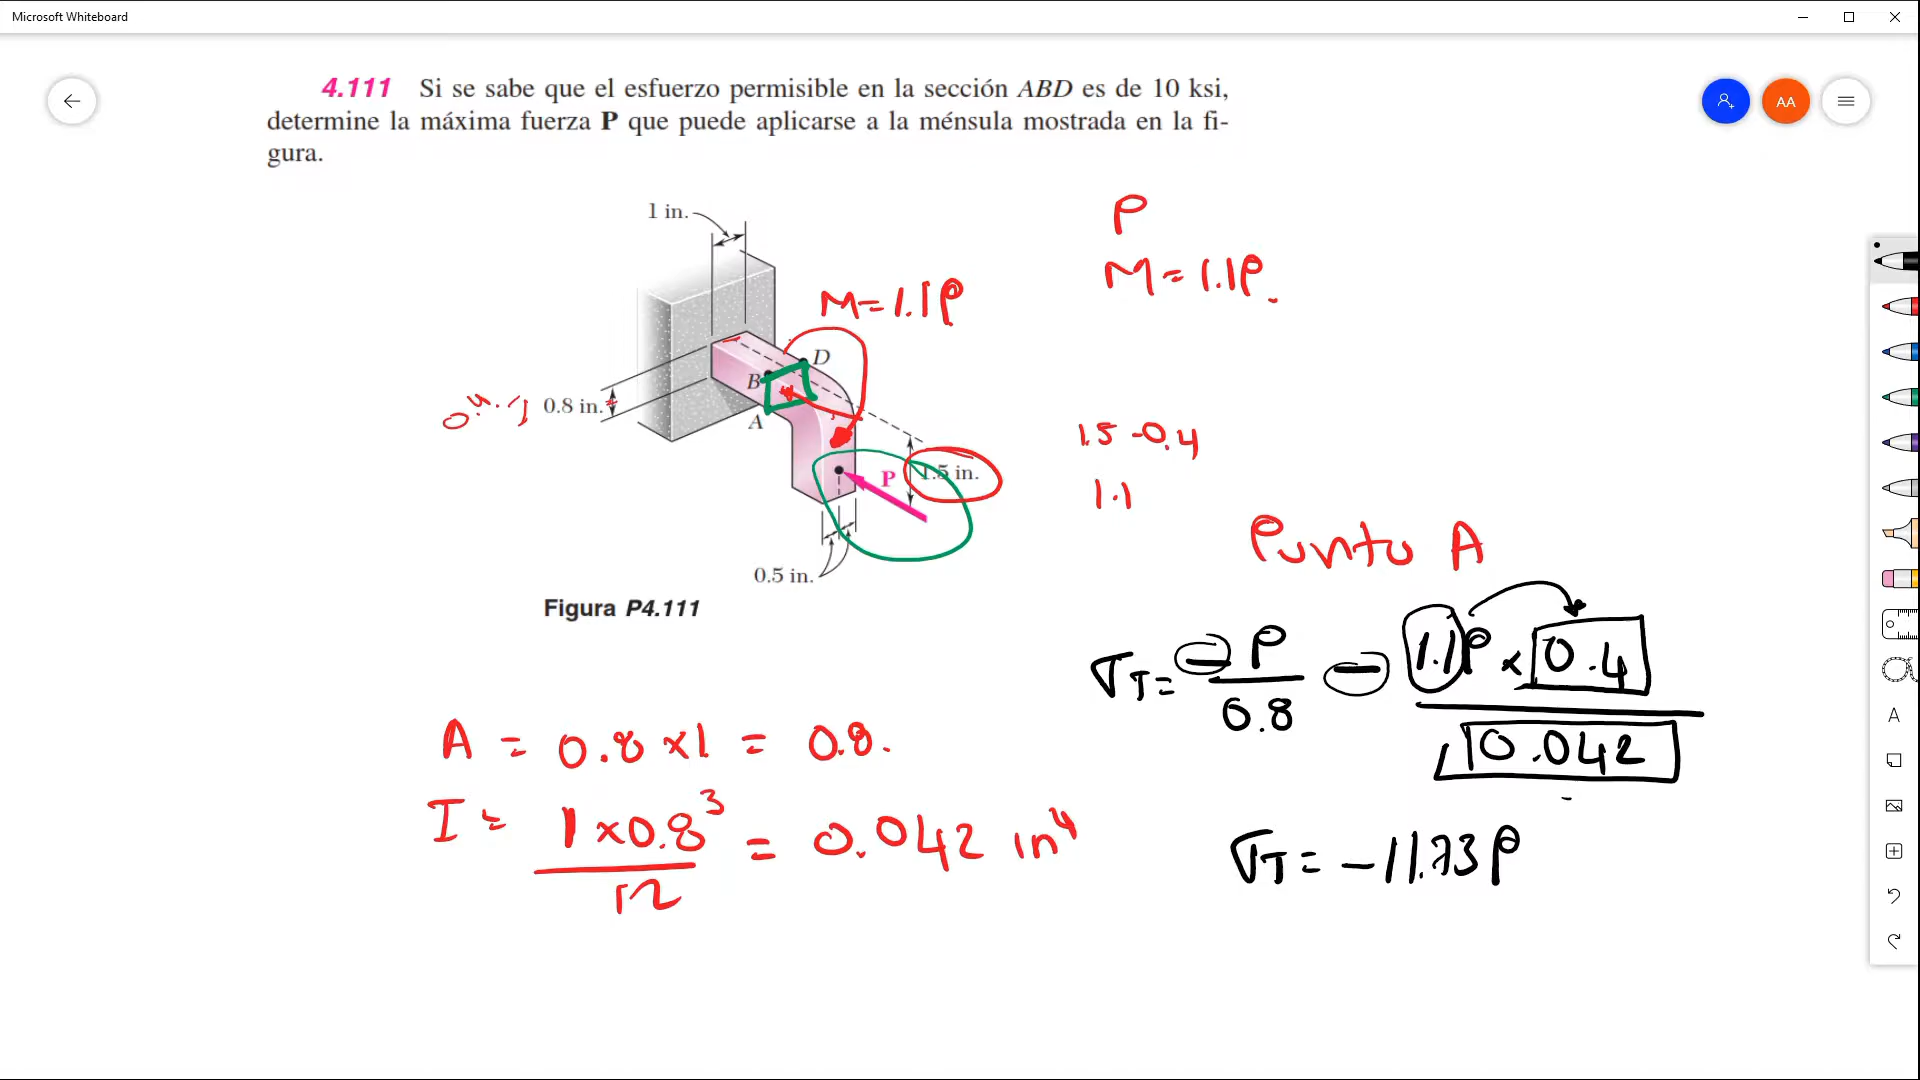 Microsoft Whiteboard
4.111 Si se sabe que el esfuerzo permisible en la sección ABD es de 10 ksi,
determine la máxima fuerza P que puede aplicarse a la ménsula mostrada en la fi-
gura.
AA
1 in.
P
M = 1.1P
M = 1.1P
D
B
0.4
0.8 in.
A
1.5 - 0.4
P
1.5 in.
1.1
Punto A
0.5 in.
Figura P4.111
σT = - P / 0.8 - 1.1P × 0.4 / 0.042
A = 0.8 × 1 = 0.8.
I = 1 × 0.8³ / 12 = 0.042 in⁴
σT = -11.73P
A